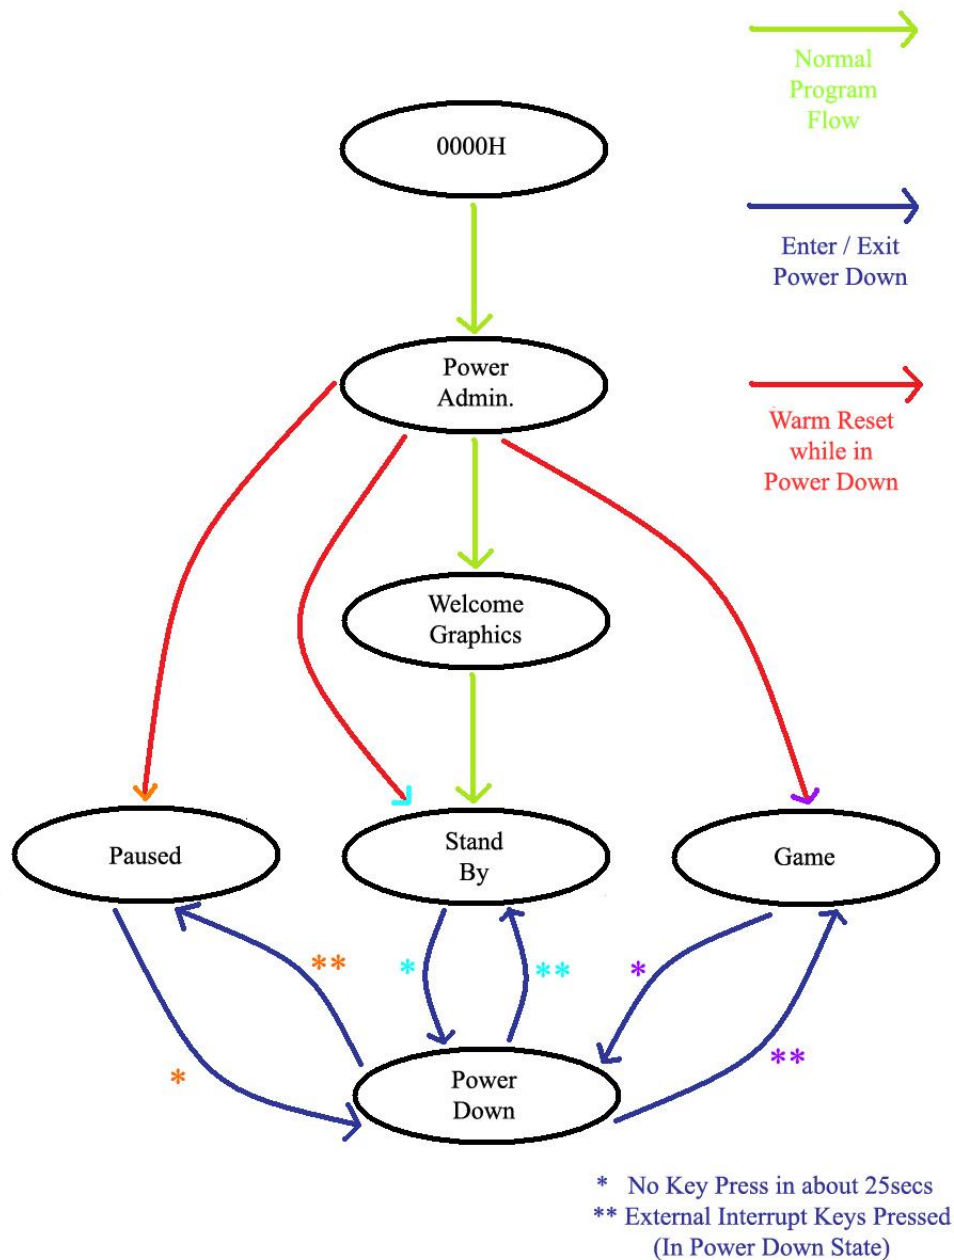 Normal
Program
Flow
0000H
Enter / Exit
Power Down
Power
Admin.
Warm Reset
while in
Power Down
Welcome
Graphics
Paused
Stand
By
Game
**
*
**
*
*
**
Power
Down
* No Key Press in about 25secs
** External Interrupt Keys Pressed
(In Power Down State)